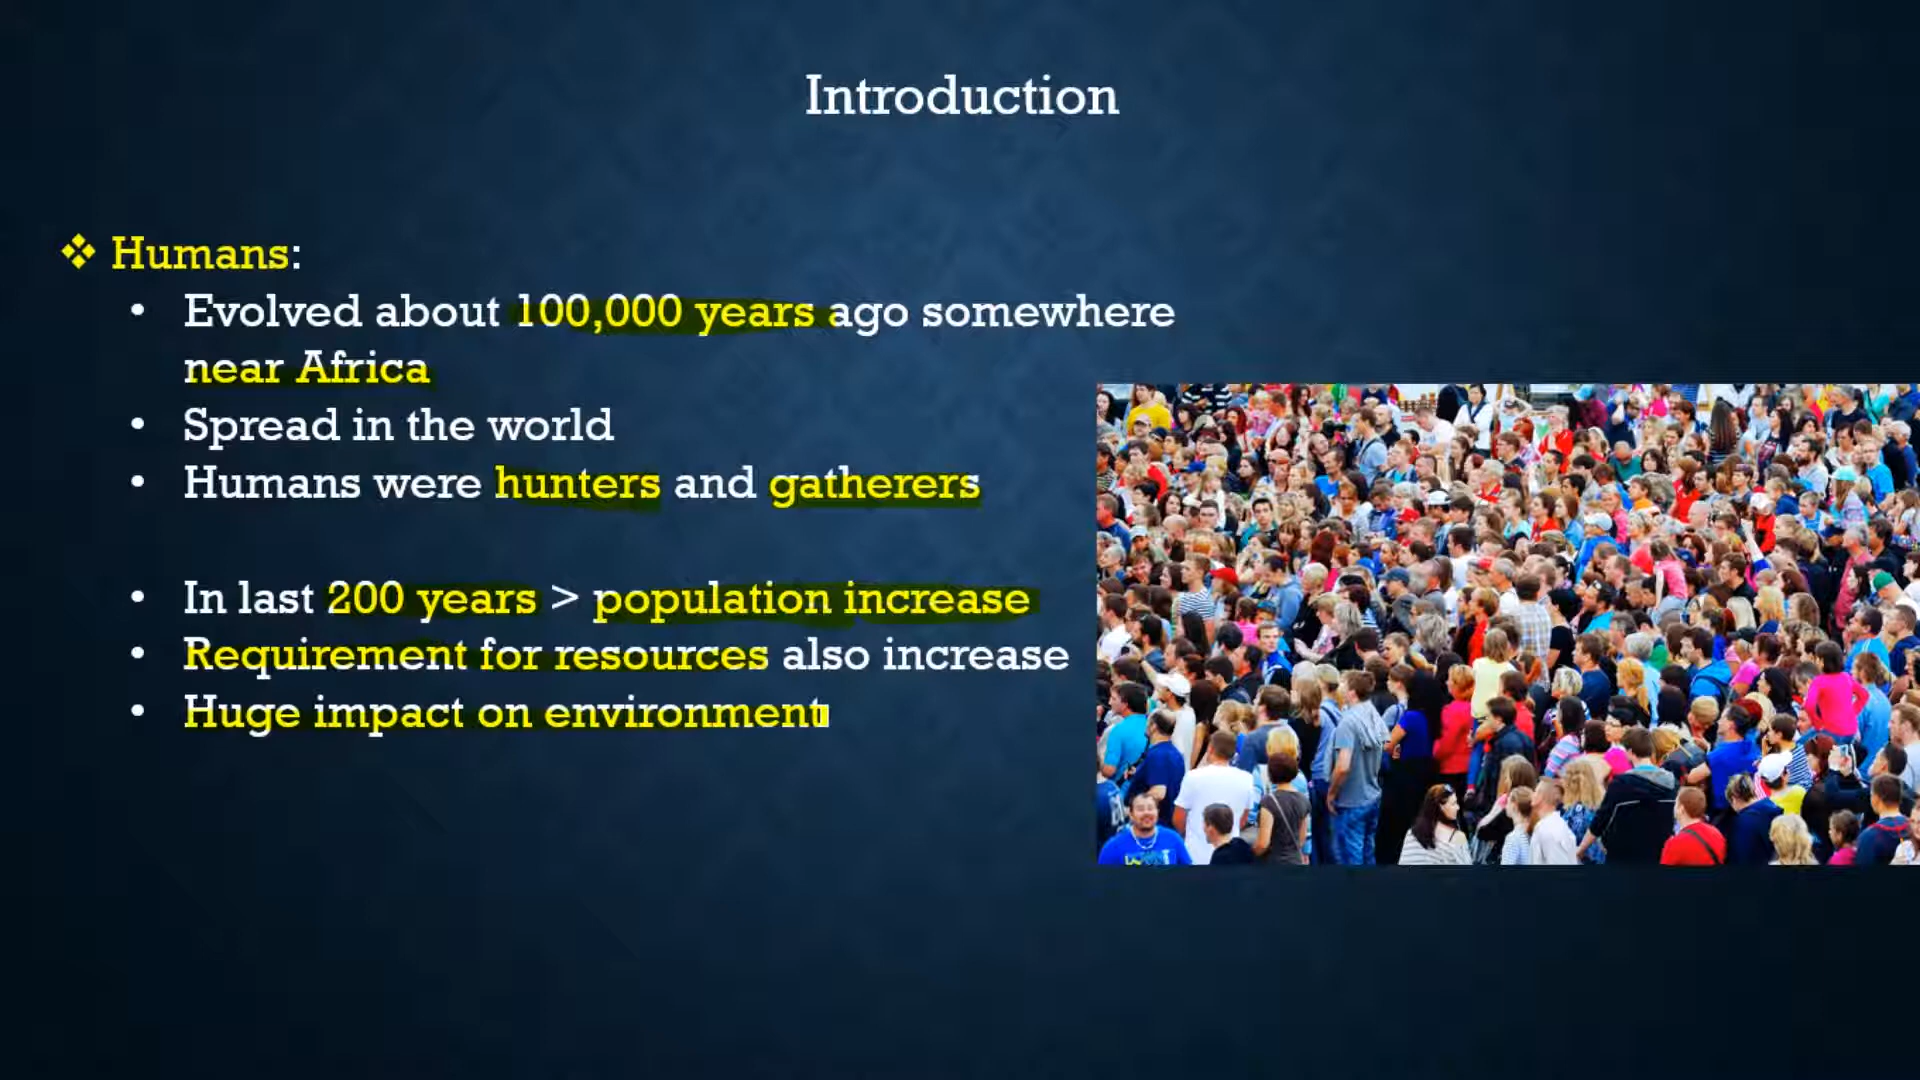 Introduction
❖ Humans:
• Evolved about 100,000 years ago somewhere
near Africa
• Spread in the world
• Humans were hunters and gatherers
• In last 200 years > population increase
• Requirement for resources also increase
• Huge impact on environment